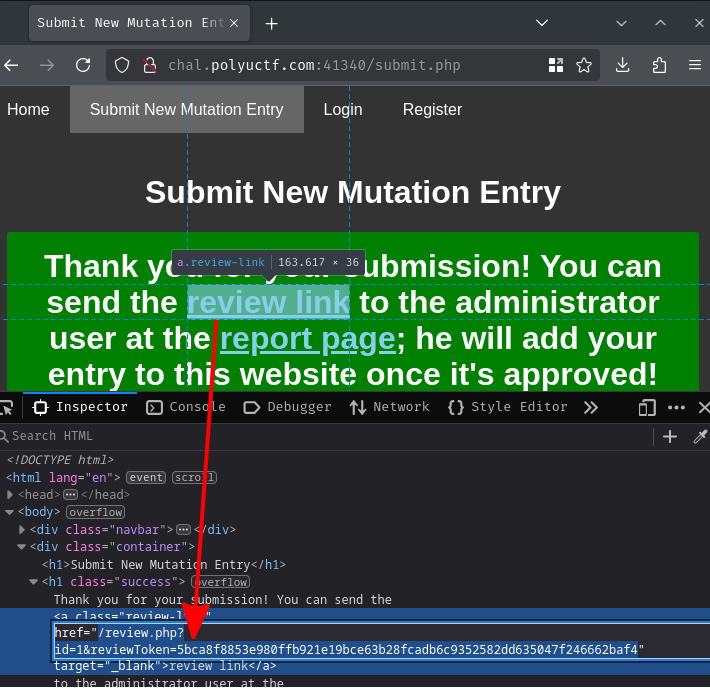 Submit New Mutation Ent
chal.polyuctf.com:41340/submit.php
Home Submit New Mutation Entry Login Register
Submit New Mutation Entry
a.review-link 163.617 × 36
Thank you for your submission! You can
send the review link to the administrator
user at the report page; he will add your
entry to this website once it's approved!
Inspector Console Debugger Network {} Style Editor
Search HTML
<!DOCTYPE html>
<html lang="en"> event scroll
<head> ••• </head>
<body> overflow
<div class="navbar"> ••• </div>
<div class="container">
<h1>Submit New Mutation Entry</h1>
<h1 class="success"> overflow
Thank you for your submission! You can send the
<a class="review-link"
href="/review.php?
id=1&reviewToken=5bca8f8853e980ffb921e19bce63b28fcadb6c9352582dd635047f246662baf4"
target="_blank">review link</a>
to the administrator user at the